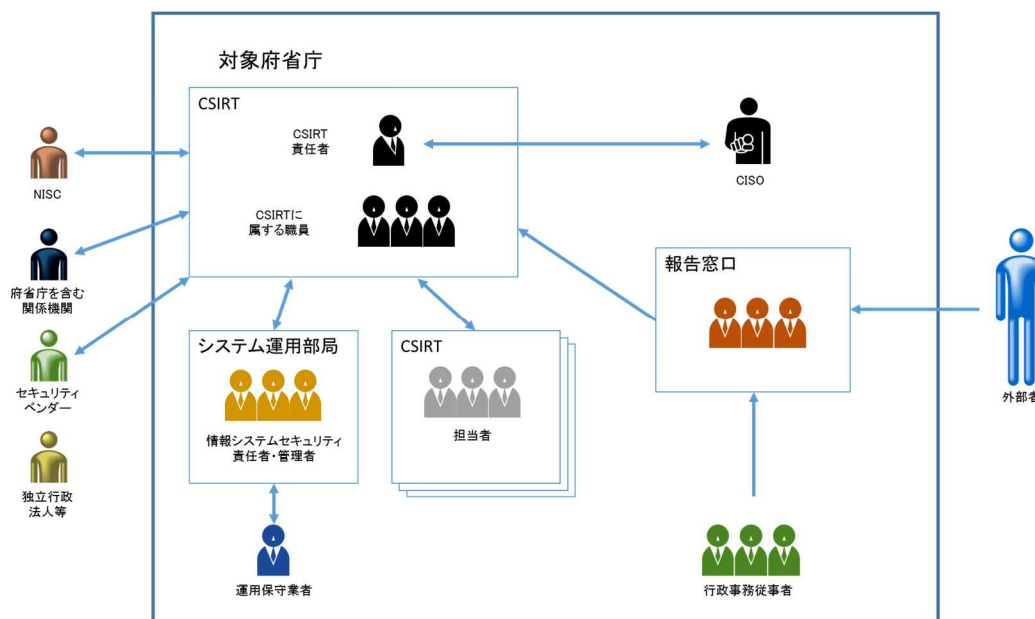 対象府省庁
CSIRT
CSIRT
責任者
CSIRTに
属する職員
CISO
NISC
府省庁を含む
関係機関
セキュリティ
ベンダー
独立行政
法人等
システム運用部局
情報システムセキュリティ
責任者・管理者
CSIRT
担当者
報告窓口
外部者
運用保守業者
行政事務従事者